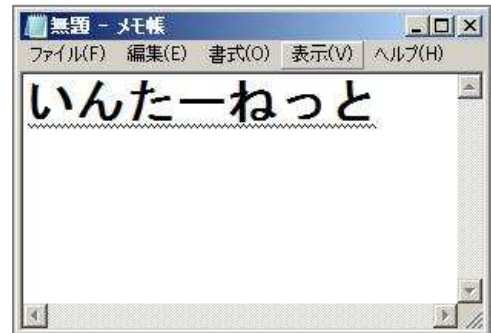 無題 - メモ帳
ファイル(F) 編集(E) 書式(O) 表示(V) ヘルプ(H)
いんたーねっと